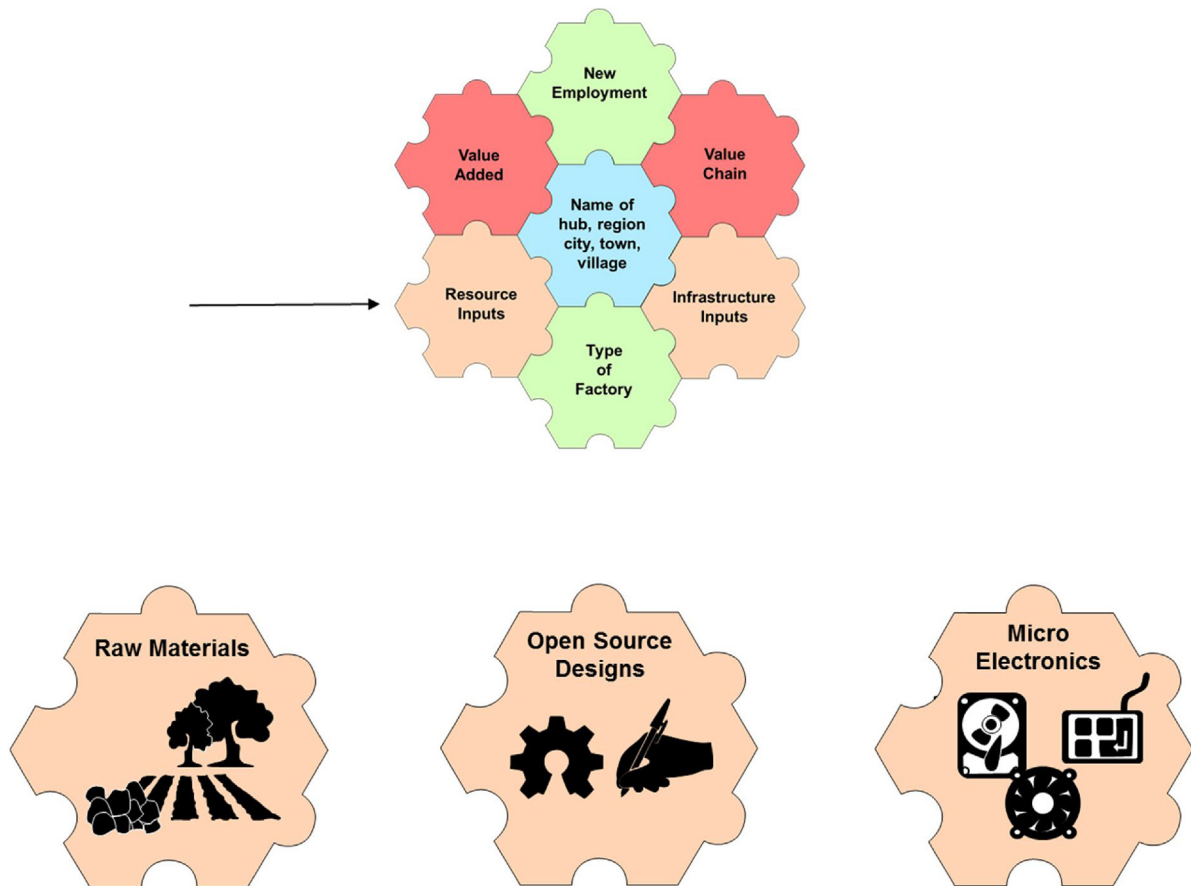 New
Employment
Value
Added
Value
Chain
Name of
hub, region
city, town,
village
Resource
Inputs
Infrastructure
Inputs
Type
of
Factory
Raw Materials
Open Source
Designs
Micro
Electronics